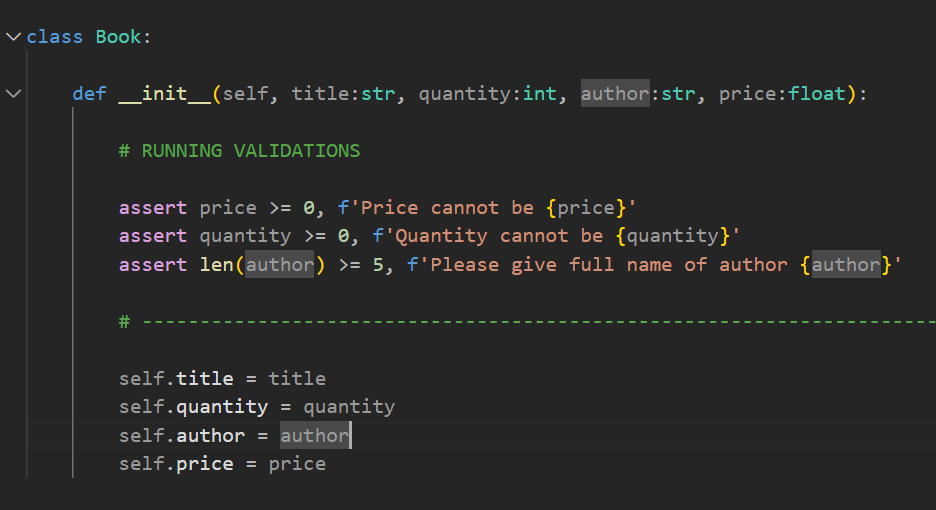 class Book:
def __init__(self, title:str, quantity:int, author:str, price:float):
# RUNNING VALIDATIONS
assert price >= 0, f'Price cannot be {price}'
assert quantity >= 0, f'Quantity cannot be {quantity}'
assert len(author) >= 5, f'Please give full name of author {author}'
# ---------------------------------------------------------------------
self.title = title
self.quantity = quantity
self.author = author
self.price = price